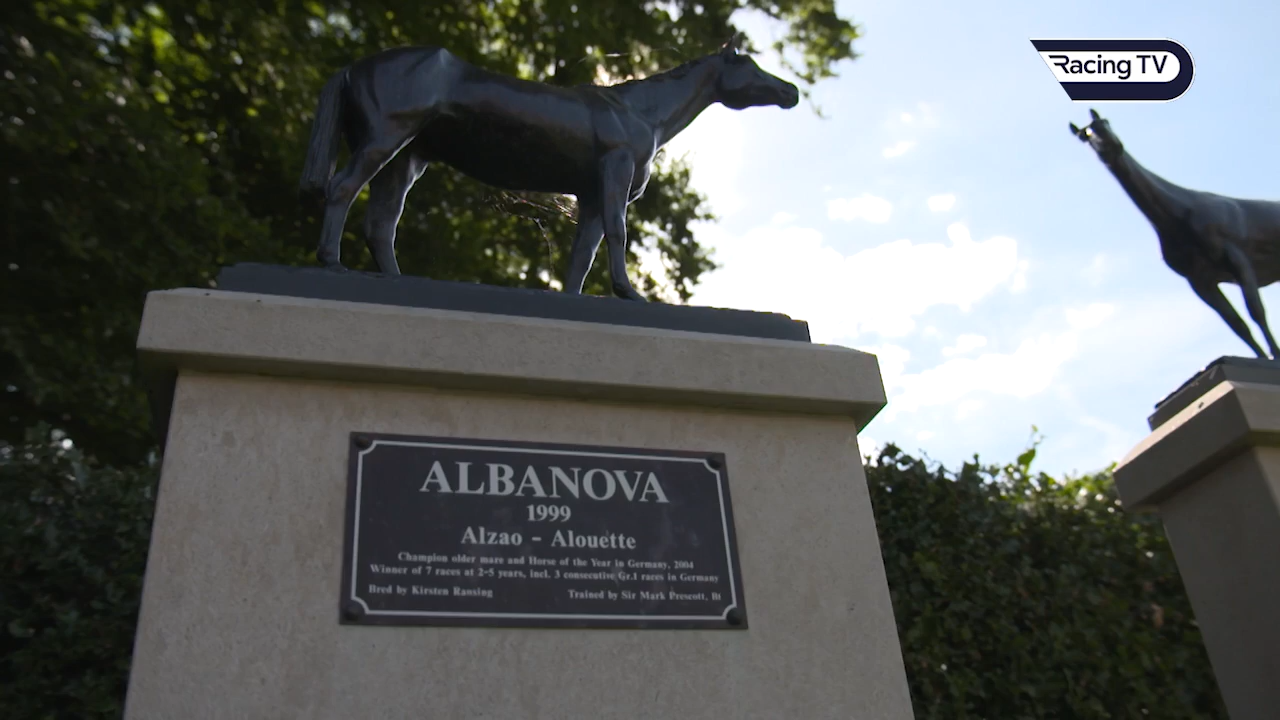 Racing TV
ALBANOVA
1999
Alzao - Alouette
Champion older mare and Horse of the Year in Germany, 2004
Winner of 7 races at 2-5 years, incl. 3 consecutive Gr.1 races in Germany
Bred by Kirsten Rausing
Trained by Sir Mark Prescott, Bt